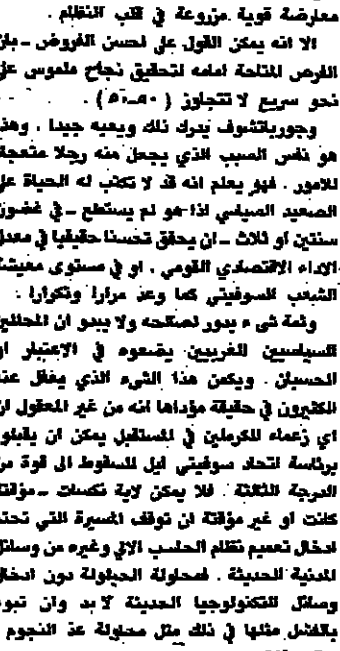 معارضة قوية مزروعة في قلب النظام .
الا انه يمكن القول على احسن الفروض - بان
الفرص المتاحة امامه لتحقيق نجاح ملموس على
نحو سريع لا تتجاوز ( ٥٠-٥٠ ) .
وجورباتشوف يدرك ذلك ويعيه جيدا . وهذا
هو نفس السبب الذي يجعل منه رجلا متعجلا
للامور . فهو يعلم انه قد لا تكتب له الحياة على
الصعيد السياسي اذا هو لم يستطع - في غضون
سنتين او ثلاث - ان يحقق تحسنا حقيقيا في معدل
الاداء الاقتصادي القومي . او في مستوى معيشة
الشعب السوفيتي كما وعد مرارا وتكرارا .
وثمة شيء يدور لصالحه ولا يبدو ان المحللين
السياسيين الغربيين يضعوه في الاعتبار او
الحسبان . ويكمن هذا الشيء الذي يغفل عنه
الكثيرون في حقيقة مؤداها انه من غير المعقول ان
اي زعماء للكرملين في المستقبل يمكن ان يقبلوا
برئاسة اتحاد سوفيتي ايل للسقوط الى قوة من
الدرجة الثالثة . فلا يمكن لاية نكسات - مؤقتة
كانت او غير مؤقتة ان توقف المسيرة التي تحتم
ادخال تعميم نظام الحاسب الآلي وغيره من وسائل
المدنية الحديثة . فمحاولة الحيلولة دون ادخال
وسائل التكنولوجيا الحديثة لا بد وان تبوء
بالفشل مثلها في ذلك مثل محاولة عد النجوم